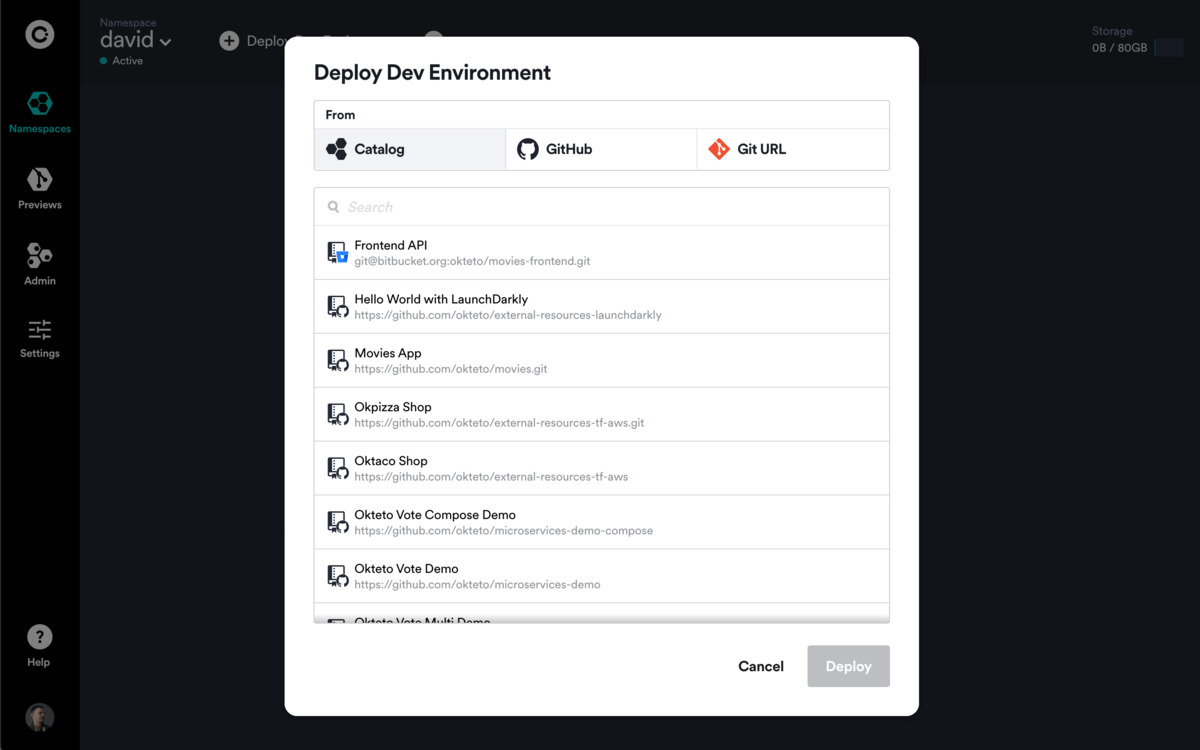 Namespace
david
Active
Deploy
Storage
0B / 80GB
Namespaces
Previews
Admin
Settings
Help
Deploy Dev Environment
From
Catalog
GitHub
Git URL
Search
Frontend API
git@bitbucket.org:okteto/movies-frontend.git
Hello World with LaunchDarkly
https://github.com/okteto/external-resources-launchdarkly
Movies App
https://github.com/okteto/movies.git
Okpizza Shop
https://github.com/okteto/external-resources-tf-aws.git
Oktaco Shop
https://github.com/okteto/external-resources-tf-aws
Okteto Vote Compose Demo
https://github.com/okteto/microservices-demo-compose
Okteto Vote Demo
https://github.com/okteto/microservices-demo
Okteto Vote Multi Demo
Cancel
Deploy